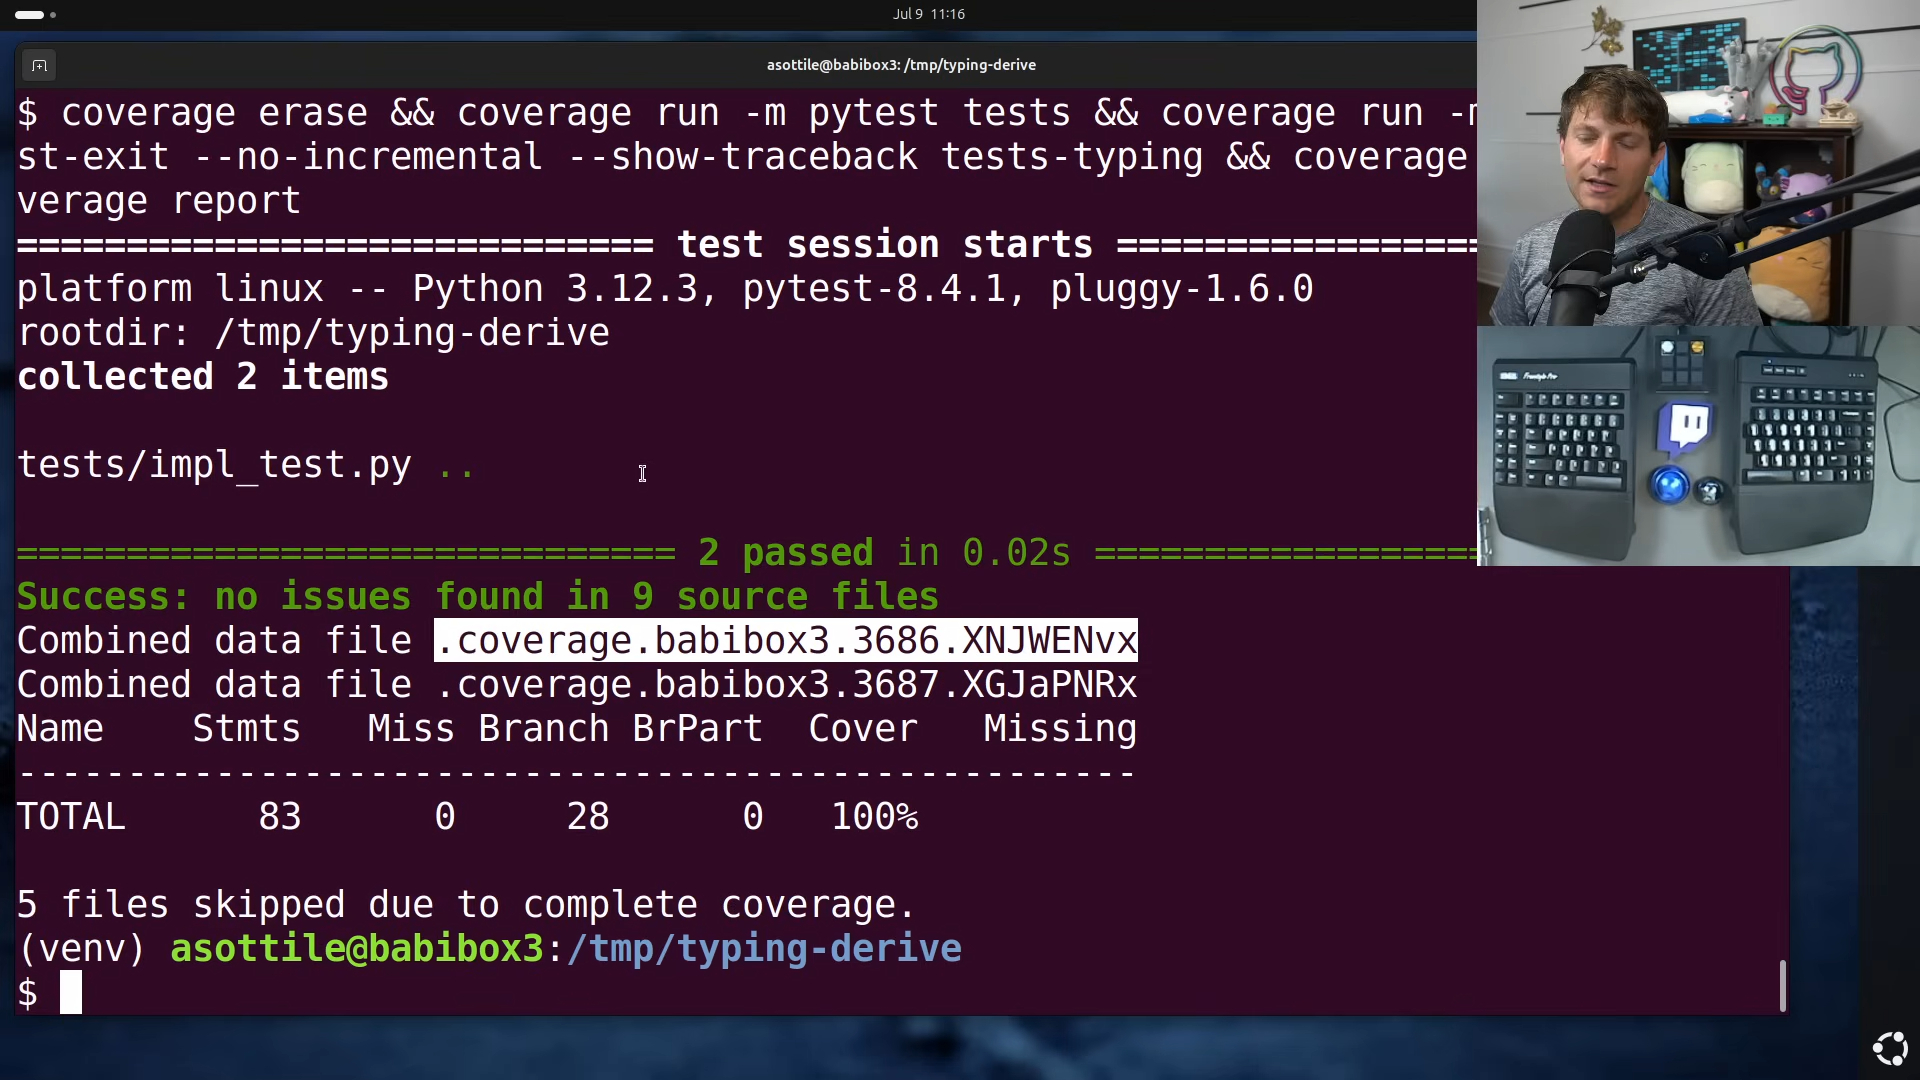 Jul 9 11:16
asottile@babibox3: /tmp/typing-derive
$ coverage erase && coverage run -m pytest tests && coverage run -m
st-exit --no-incremental --show-traceback tests-typing && coverage
verage report
============================= test session starts =================
platform linux -- Python 3.12.3, pytest-8.4.1, pluggy-1.6.0
rootdir: /tmp/typing-derive
collected 2 items
tests/impl_test.py ..
============================== 2 passed in 0.02s ==================
Success: no issues found in 9 source files
Combined data file .coverage.babibox3.3686.XNJWENvx
Combined data file .coverage.babibox3.3687.XGJaPNRx
Name    Stmts   Miss Branch BrPart  Cover   Missing
---------------------------------------------------
TOTAL      83      0     28      0   100%
5 files skipped due to complete coverage.
(venv) asottile@babibox3:/tmp/typing-derive
$
Freestyle Pro